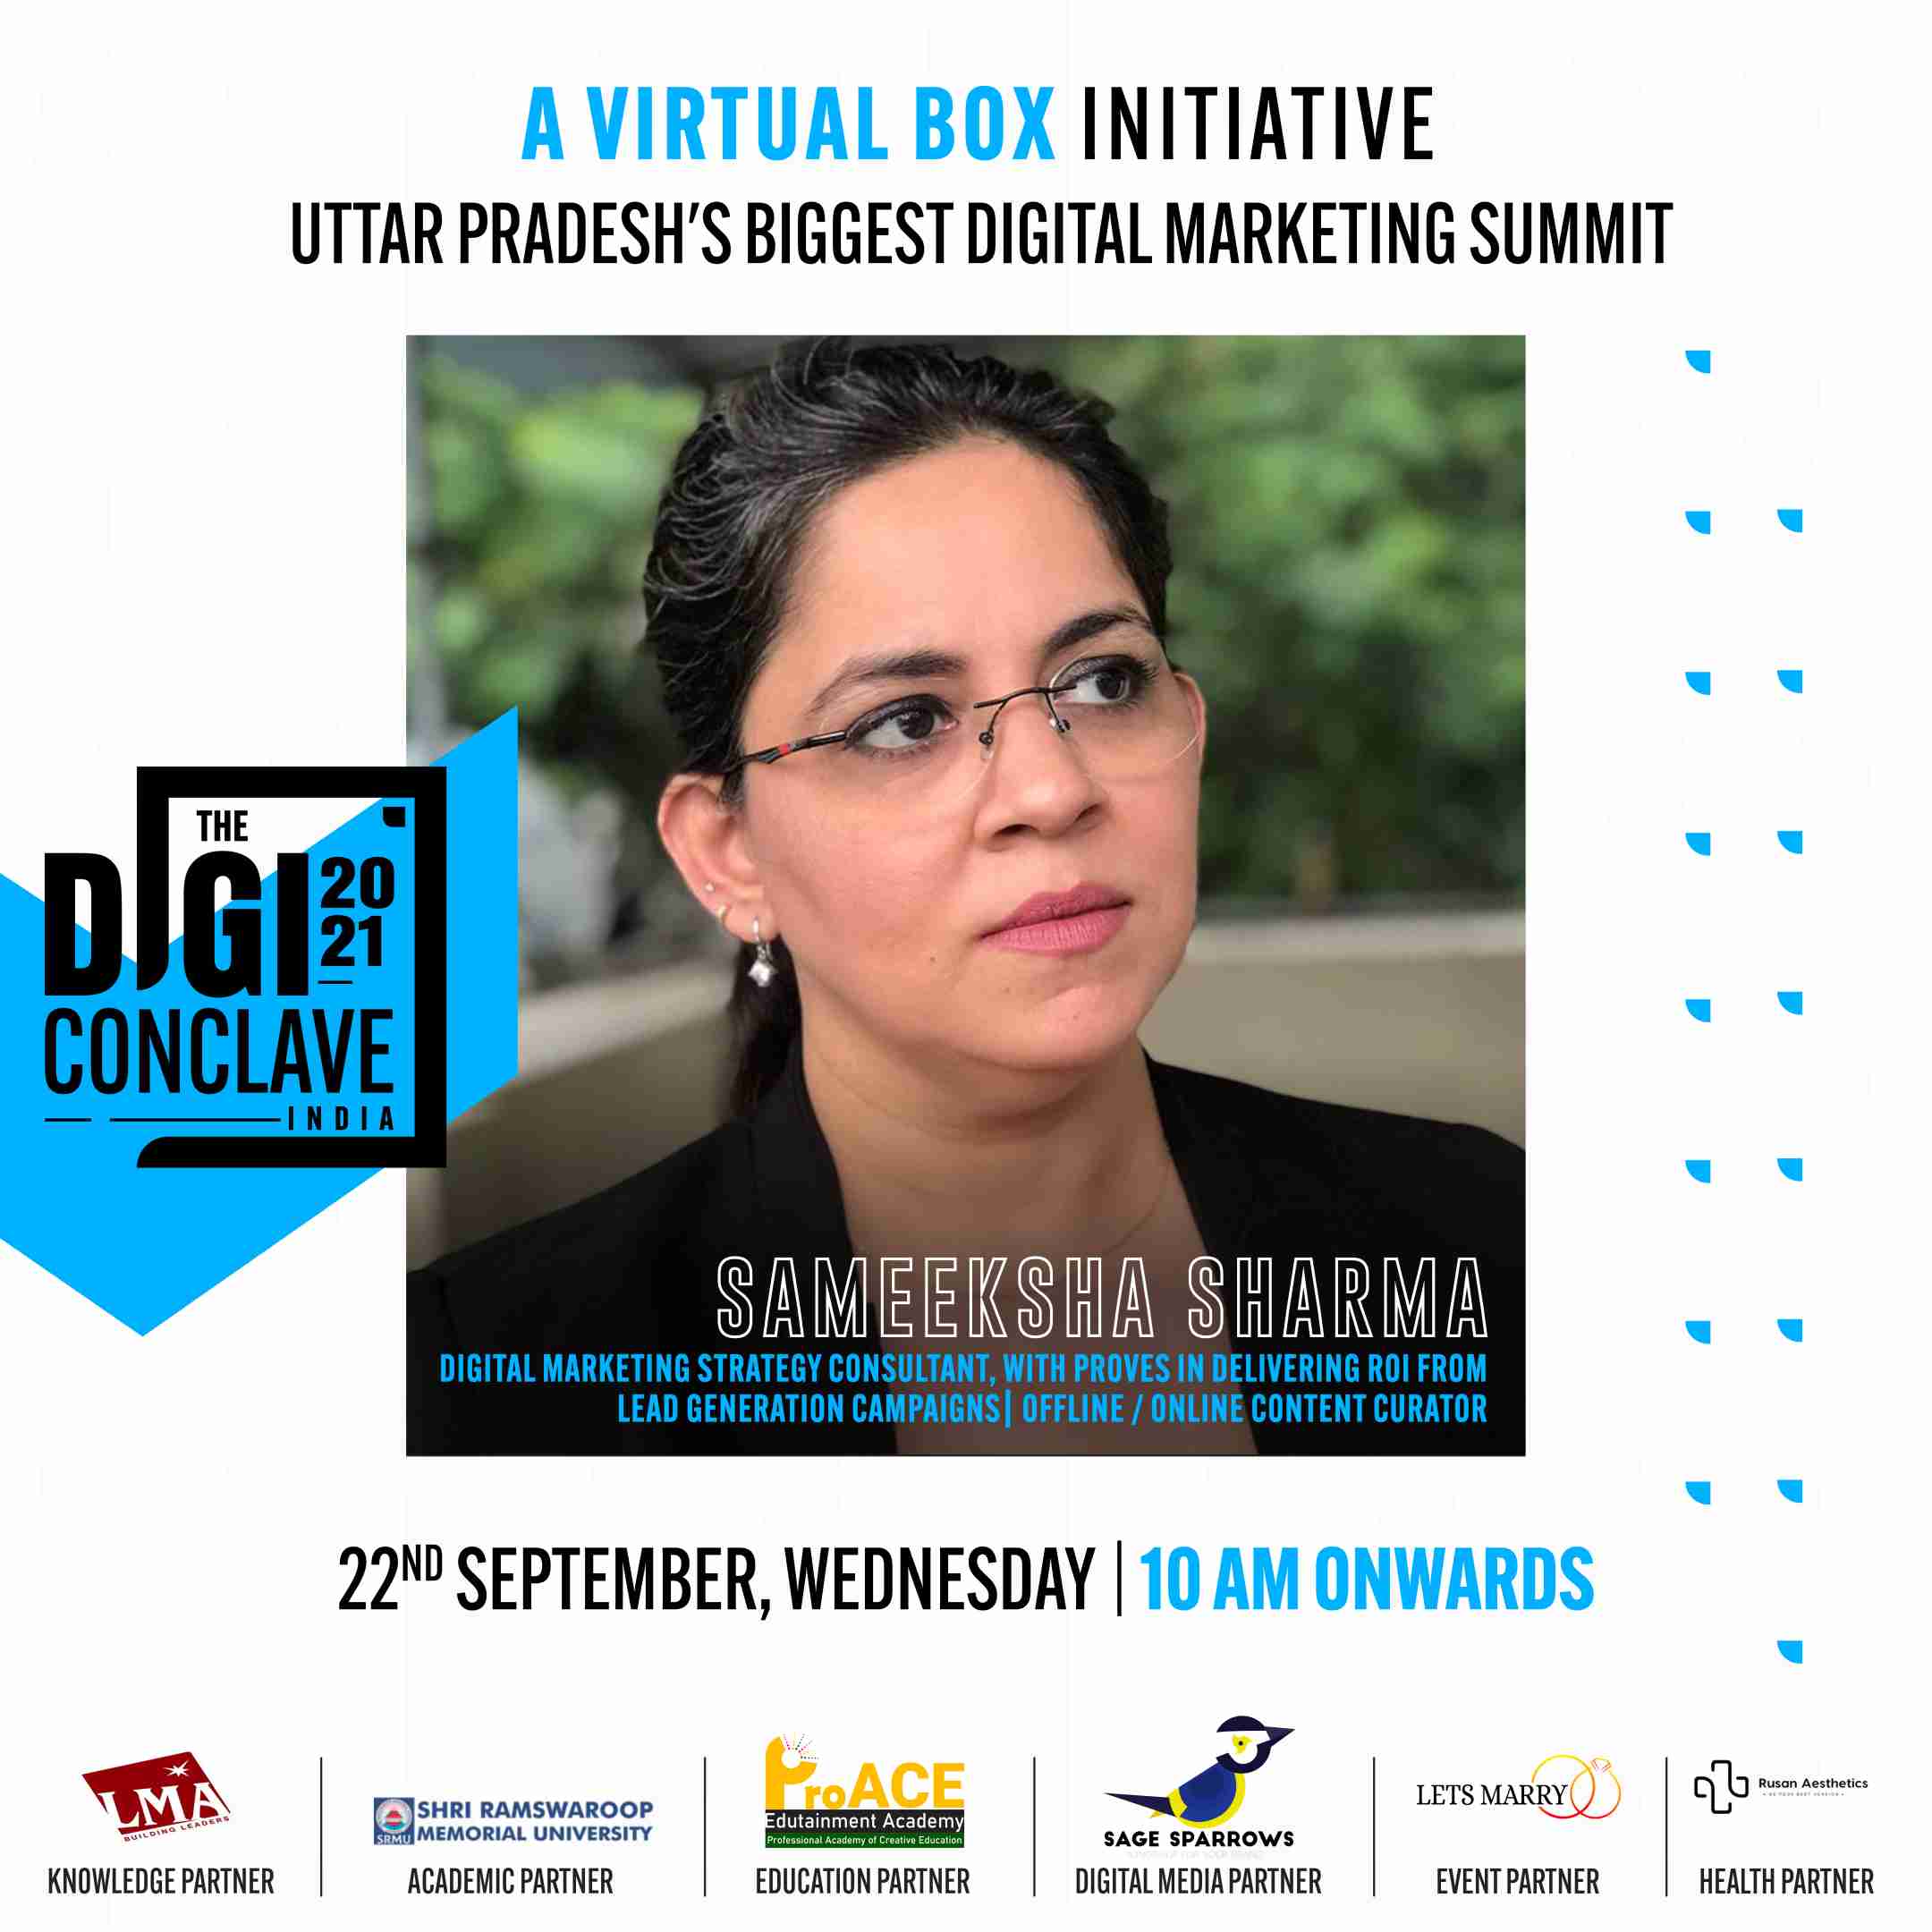 A VIRTUAL BOX INITIATIVE
UTTAR PRADESH'S BIGGEST DIGITAL MARKETING SUMMIT
THE
DIGI 2021
CONCLAVE
INDIA
SAMEEKSHA SHARMA
DIGITAL MARKETING STRATEGY CONSULTANT, WITH PROVES IN DELIVERING ROI FROM
LEAD GENERATION CAMPAIGNS| OFFLINE / ONLINE CONTENT CURATOR
22ND SEPTEMBER, WEDNESDAY | 10 AM ONWARDS
LMA
BUILDING LEADERS
KNOWLEDGE PARTNER
SRMU
SHRI RAMSWAROOP
MEMORIAL UNIVERSITY
ACADEMIC PARTNER
ProACE
Edutainment Academy
Professional Academy of Creative Education
EDUCATION PARTNER
SAGE SPARROWS
DIGITAL MEDIA PARTNER
LETS MARRY
EVENT PARTNER
Rusan Aesthetics
HEALTH PARTNER